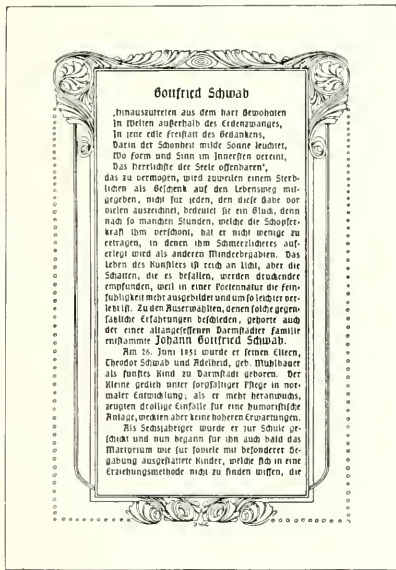 Gottfried Schwab
„Hinauszutreten aus dem hart Gewohnten
In Welten außerhalb des Erdenzwanges,
In jene edle Freistatt des Gedankens,
Darin der Schönheit milde Sonne leuchtet,
Wo Form und Sinn im Innersten vereint,
Das herrlichste der Seele offenbaren“,
das zu vermögen, wird zuweilen einem Sterb-
lichen als Geschenk auf den Lebensweg mit-
gegeben, nicht für jeden, den diese Gabe vor
vielen auszeichnet, bedeutet sie ein Glück, denn
nach so manchen Stunden, welche die Schöpfer-
kraft ihm verschönt, hat er nicht wenige zu
ertragen, in denen ihm Schmerzlicheres auf-
erlegt wird als anderen Minderbegabten. Das
Leben des Künstlers ist reich an Licht, aber die
Schatten, die es befallen, werden drückender
empfunden, weil in einer Poetennatur die Fein-
fühligkeit mehr ausgebildet und um so leichter ver-
letzt ist. Zu den Auserwählten, denen solche gegen-
sätzliche Erfahrungen beschieden, gehörte auch
der einer altangesessenen Darmstädter Familie
entstammte Johann Gottfried Schwab.
Am 26. Juni 1851 wurde er seinen Eltern,
Theodor Schwab und Adelheid, geb. Mühlbauer
als fünftes Kind zu Darmstadt geboren. Der
Kleine gedieh unter sorgfältiger Pflege in nor-
maler Entwicklung; als er mehr heranwuchs,
zeugten drollige Einfälle für eine humoristische
Anlage, weckten aber keine höheren Erwartungen.
Als Sechsjähriger wurde er zur Schule ge-
schickt und nun begann für ihn auch bald das
Martyrium wie für soviele mit besonderer Be-
gabung ausgestattete Kinder, welche sich in eine
Erziehungsmethode nicht zu finden wissen, die